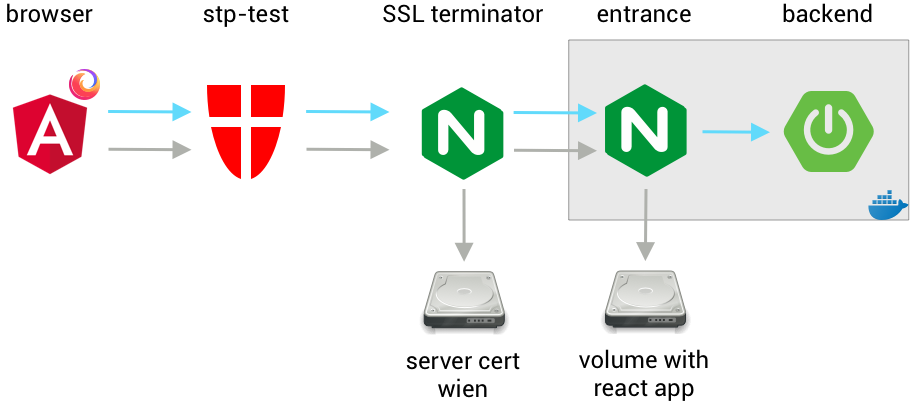 browser
stp-test
SSL terminator
entrance
backend
A
N
N
server cert
wien
volume with
react app